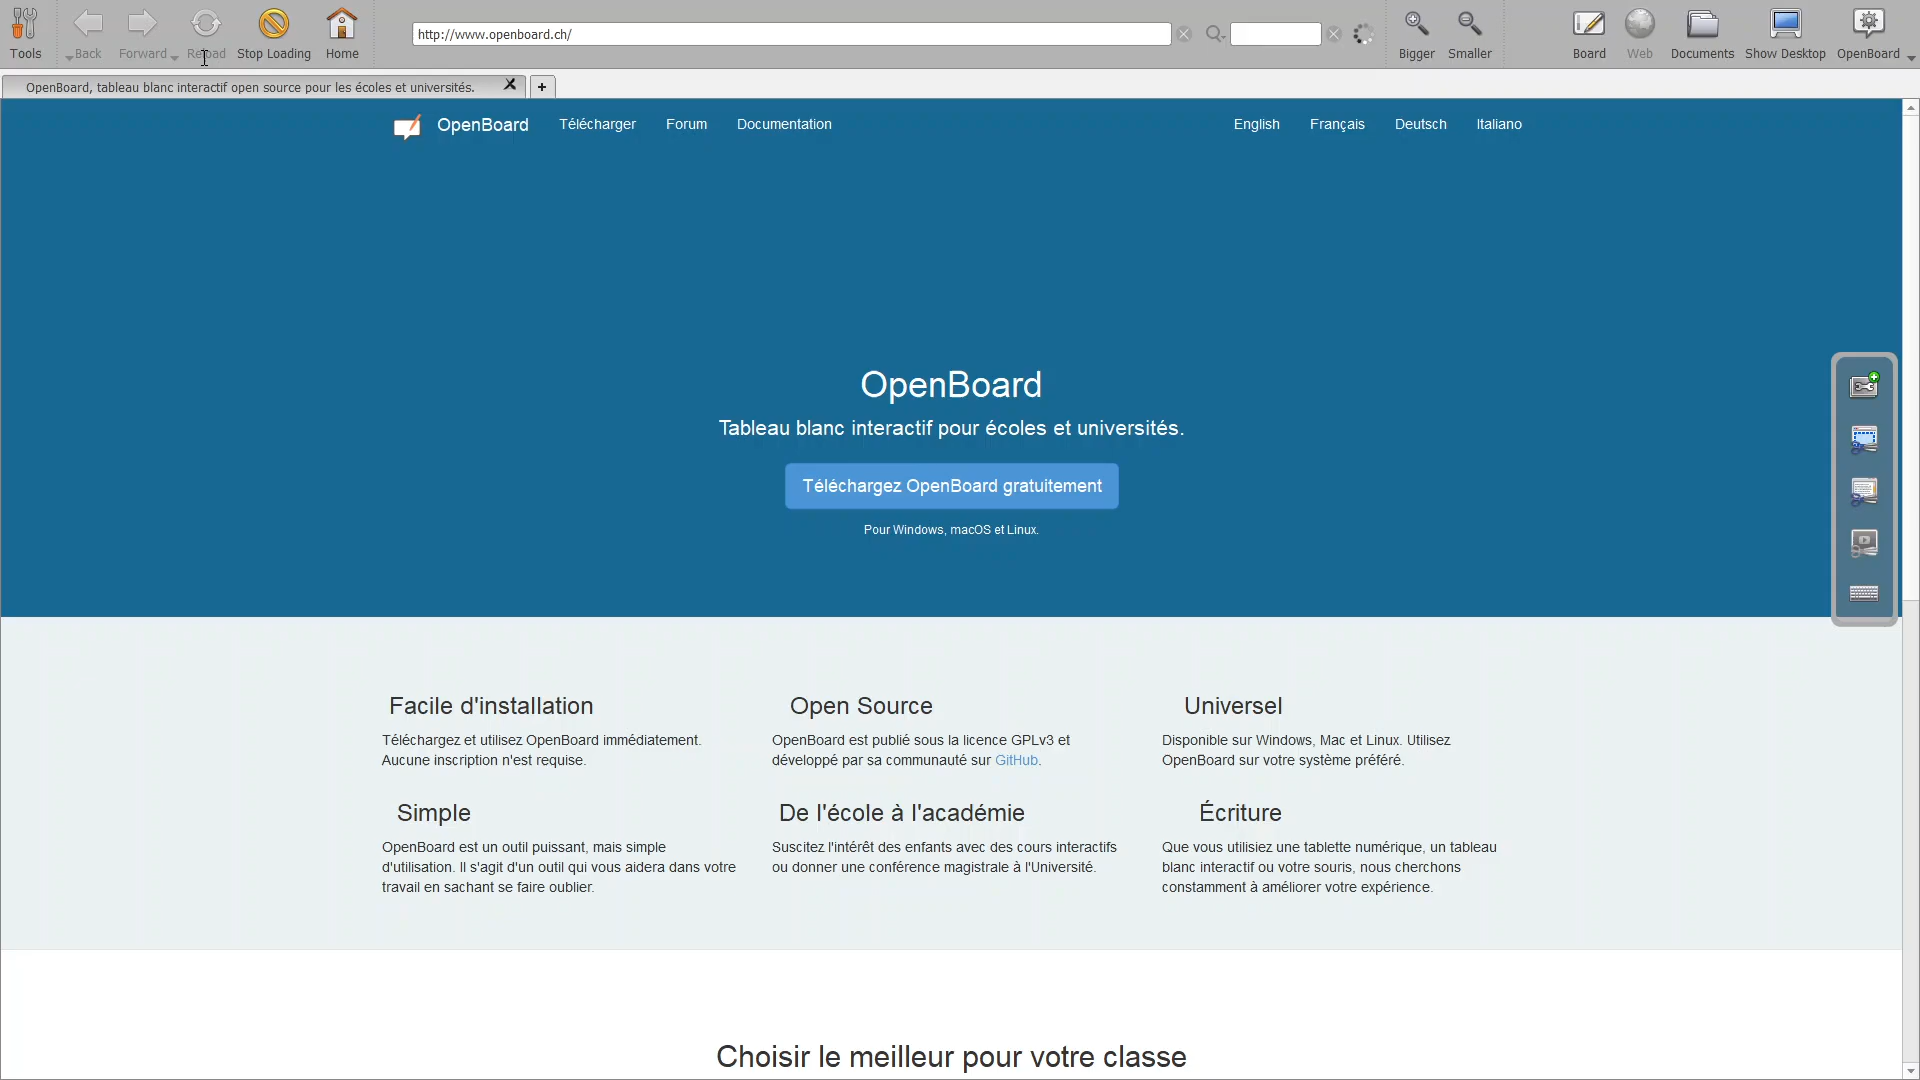 Tools
Back
Forward
Reload
Stop Loading
Home
http://www.openboard.ch/
Bigger
Smaller
Board
Web
Documents
Show Desktop
OpenBoard
OpenBoard, tableau blanc interactif open source pour les écoles et universités.
OpenBoard
Télécharger
Forum
Documentation
English
Français
Deutsch
Italiano
OpenBoard
Tableau blanc interactif pour écoles et universités.
Téléchargez OpenBoard gratuitement
Pour Windows, macOS et Linux.
Facile d'installation
Téléchargez et utilisez OpenBoard immédiatement.
Aucune inscription n'est requise.
Open Source
OpenBoard est publié sous la licence GPLv3 et
développé par sa communauté sur GitHub.
Universel
Disponible sur Windows, Mac et Linux. Utilisez
OpenBoard sur votre système préféré.
Simple
OpenBoard est un outil puissant, mais simple
d'utilisation. Il s'agit d'un outil qui vous aidera dans votre
travail en sachant se faire oublier.
De l'école à l'académie
Suscitez l'intérêt des enfants avec des cours interactifs
ou donner une conférence magistrale à l'Université.
Écriture
Que vous utilisiez une tablette numérique, un tableau
blanc interactif ou votre souris, nous cherchons
constamment à améliorer votre expérience.
Choisir le meilleur pour votre classe